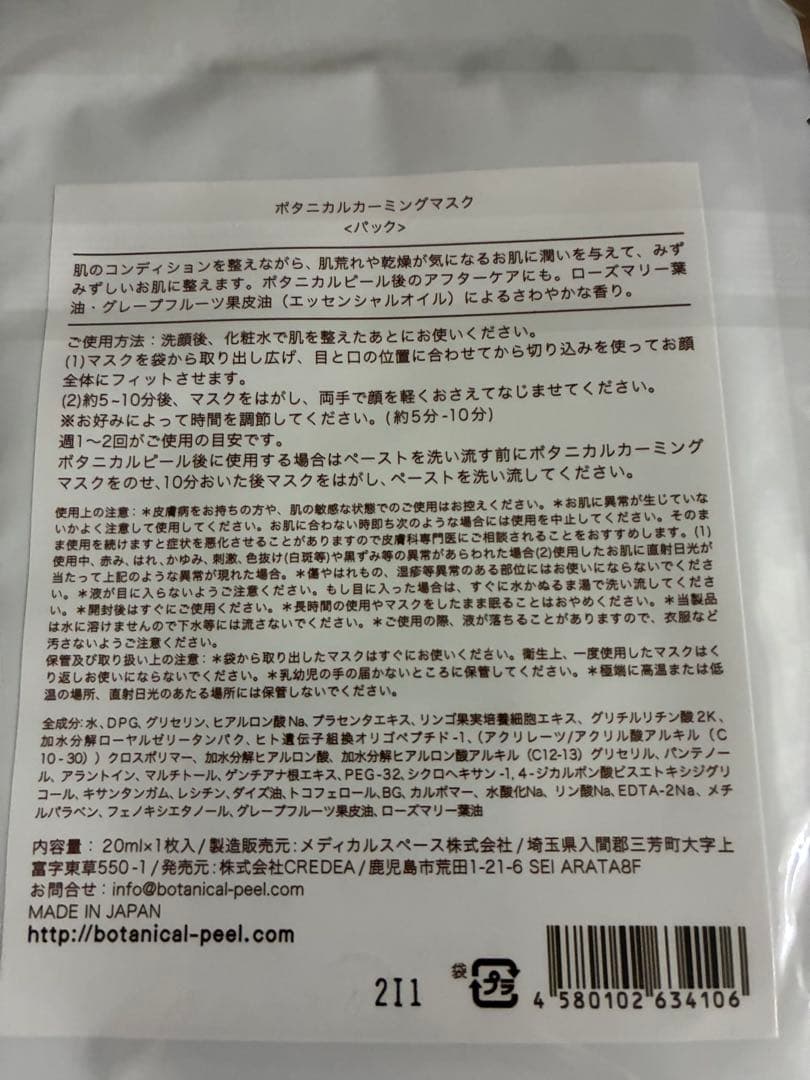 ボタニカルカーミングマスク
<パック>
肌のコンディションを整えながら、肌荒れや乾燥が気になるお肌に潤いを与えて、みず
みずしいお肌に整えます。ボタニカルピール後のアフターケアにも。ローズマリー葉
油・グレープフルーツ果皮油（エッセンシャルオイル）によるさわやかな香り。
ご使用方法：洗顔後、化粧水で肌を整えたあとにお使いください。
(1)マスクを袋から取り出し広げ、目と口の位置に合わせてから切り込みを使ってお顔
全体にフィットさせます。
(2)約5~10分後、マスクをはがし、両手で顔を軽くおさえてなじませてください。
※お好みによって時間を調節してください。(約5分-10分)
週1～2回がご使用の目安です。
ボタニカルピール後に使用する場合はペーストを洗い流す前にボタニカルカーミング
マスクをのせ、10分おいた後マスクをはがし、ペーストを洗い流してください。
使用上の注意：＊皮膚病をお持ちの方や、肌の敏感な状態でのご使用はお控えください。＊お肌に異常が生じていな
いかよく注意して使用してください。お肌に合わない時即ち次のような場合には使用を中止してください。そのま
ま使用を続けますと症状を悪化させることがありますので皮膚科専門医にご相談されることをおすすめします。(1)
使用中、赤み、はれ、かゆみ、刺激、色抜け(白斑等)や黒ずみ等の異常があらわれた場合(2)使用したお肌に直射日光が
当たって上記のような異常が現れた場合。＊傷やはれもの、湿疹等異常のある部位にはお使いにならないでくださ
い。＊液が目に入らないようご注意ください。もし目に入った場合は、すぐに水かぬるま湯で洗い流してくださ
い。＊開封後はすぐにご使用ください。＊長時間の使用やマスクをしたまま眠ることはおやめください。＊当製品
は水に溶けませんので下水等には流さないでください。＊ご使用の際、液が落ちることがありますので、衣服など
汚さないようご注意ください。
保管及び取り扱い上の注意：＊袋から取り出したマスクはすぐにお使いください。衛生上、一度使用したマスクはく
り返しお使いにならないでください。＊乳幼児の手の届かないところに保管してください。＊極端に高温または低
温の場所、直射日光のあたる場所には保管しないでください。
全成分：水、DPG、グリセリン、ヒアルロン酸Na、プラセンタエキス、リンゴ果実培養細胞エキス、グリチルリチン酸2K、
加水分解ローヤルゼリータンパク、ヒト遺伝子組換オリゴペプチド-1、(アクリレーツ/アクリル酸アルキル（C
10-30)）クロスポリマー、加水分解ヒアルロン酸、加水分解ヒアルロン酸アルキル（C12-13）グリセリル、パンテノー
ル、アラントイン、マルチトール、ゲンチアナ根エキス、PEG-32、シクロヘキサン-1, 4-ジカルボン酸ビスエトキシジグリ
コール、キサンタンガム、レシチン、ダイズ油、トコフェロール、BG、カルボマー、水酸化Na、リン酸Na、EDTA-2Na、メチ
ルパラベン、フェノキシエタノール、グレープフルーツ果皮油、ローズマリー葉油
内容量： 20ml×1枚入/製造販売元：メディカルスペース株式会社/埼玉県入間郡三芳町大字上
富字東草550-1/発売元：株式会社CREDEA/鹿児島市荒田1-21-6 SEI ARATA8F
お問合せ：info@botanical-peel.com
MADE IN JAPAN
http://botanical-peel.com
2I1
袋
プラ
4 580102 634106